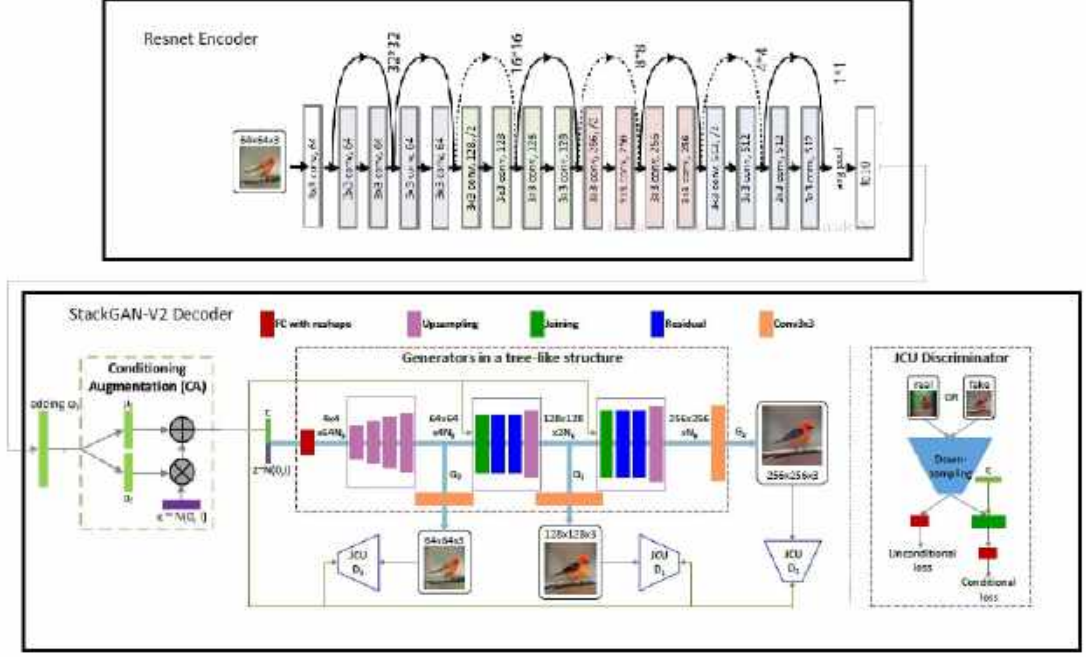 Resnet Encoder
32*32
16*16
8*8
4*4
1*1
64x64x3
3x3 conv, 64
3x3 conv, 64
3x3 conv, 64
3x3 conv, 64
3x3 conv, 64
3x3 conv, 128, /2
3x3 conv, 128
3x3 conv, 128
3x3 conv, 128
3x3 conv, 256, /2
3x3 conv, 256
3x3 conv, 256
3x3 conv, 256
3x3 conv, 512, /2
3x3 conv, 512
3x3 conv, 512
3x3 conv, 512
avg pool
StackGAN-V2 Decoder
FC with reshape
Upsampling
Joining
Residual
Conv3x3
Conditioning
Augmentation (CA)
Generators in a tree-like structure
JCU Discriminator
adding
ε ~ N(0, I)
c
z~N(0,I)
4x4
x64Ng
64x64
x4Ng
128x128
x2Ng
256x256
xNg
G0
G1
G2
256x256x3
64x64x3
128x128x3
JCU
D0
JCU
D1
JCU
D2
real
OR
fake
Down-
sampling
c
Unconditional
loss
Conditional
loss